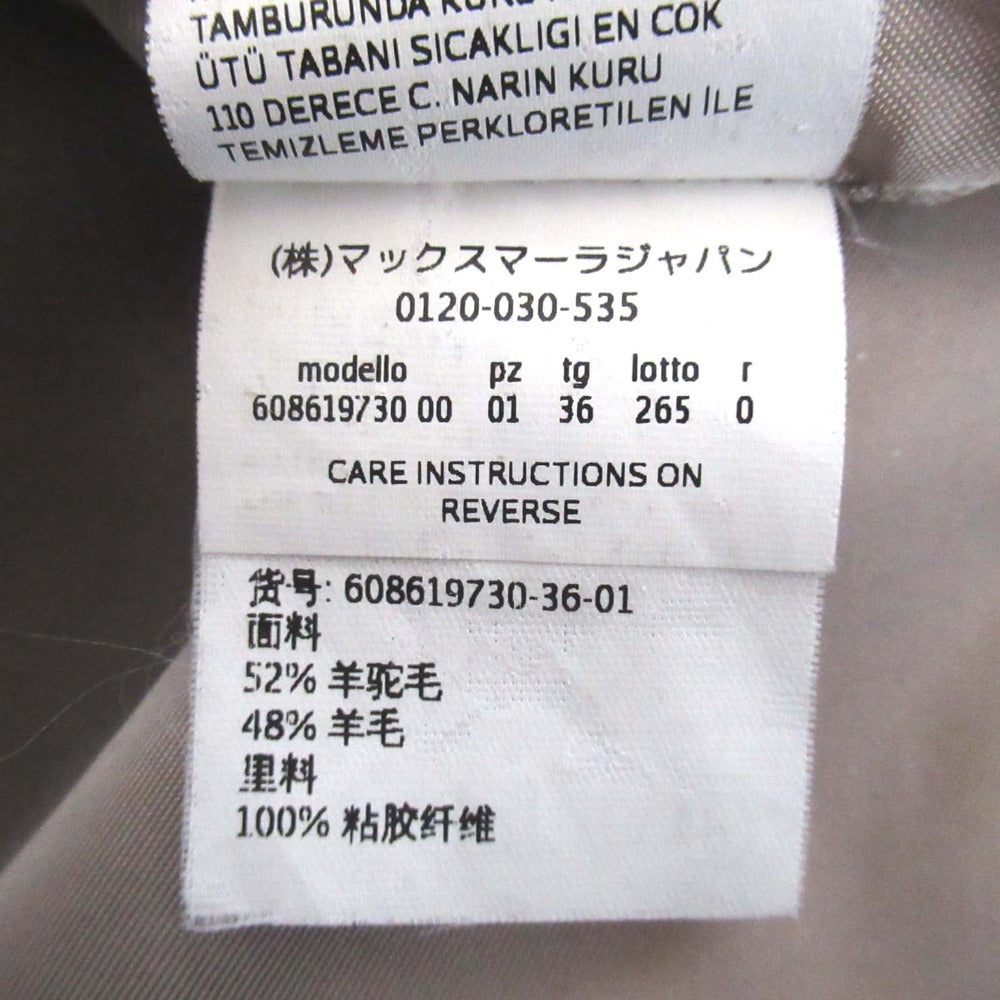 TAMBURUNDA
ÜTÜ TABANI SICAKLIGI EN COK
110 DERECE C. NARIN KURU
TEMIZLEME PERKLORETILEN İLE
(株)マックスマーラジャパン
0120-030-535
modello pz tg lotto r
608619730 00 01 36 265 0
CARE INSTRUCTIONS ON
REVERSE
货号: 608619730-36-01
面料
52% 羊驼毛
48% 羊毛
里料
100% 粘胶纤维